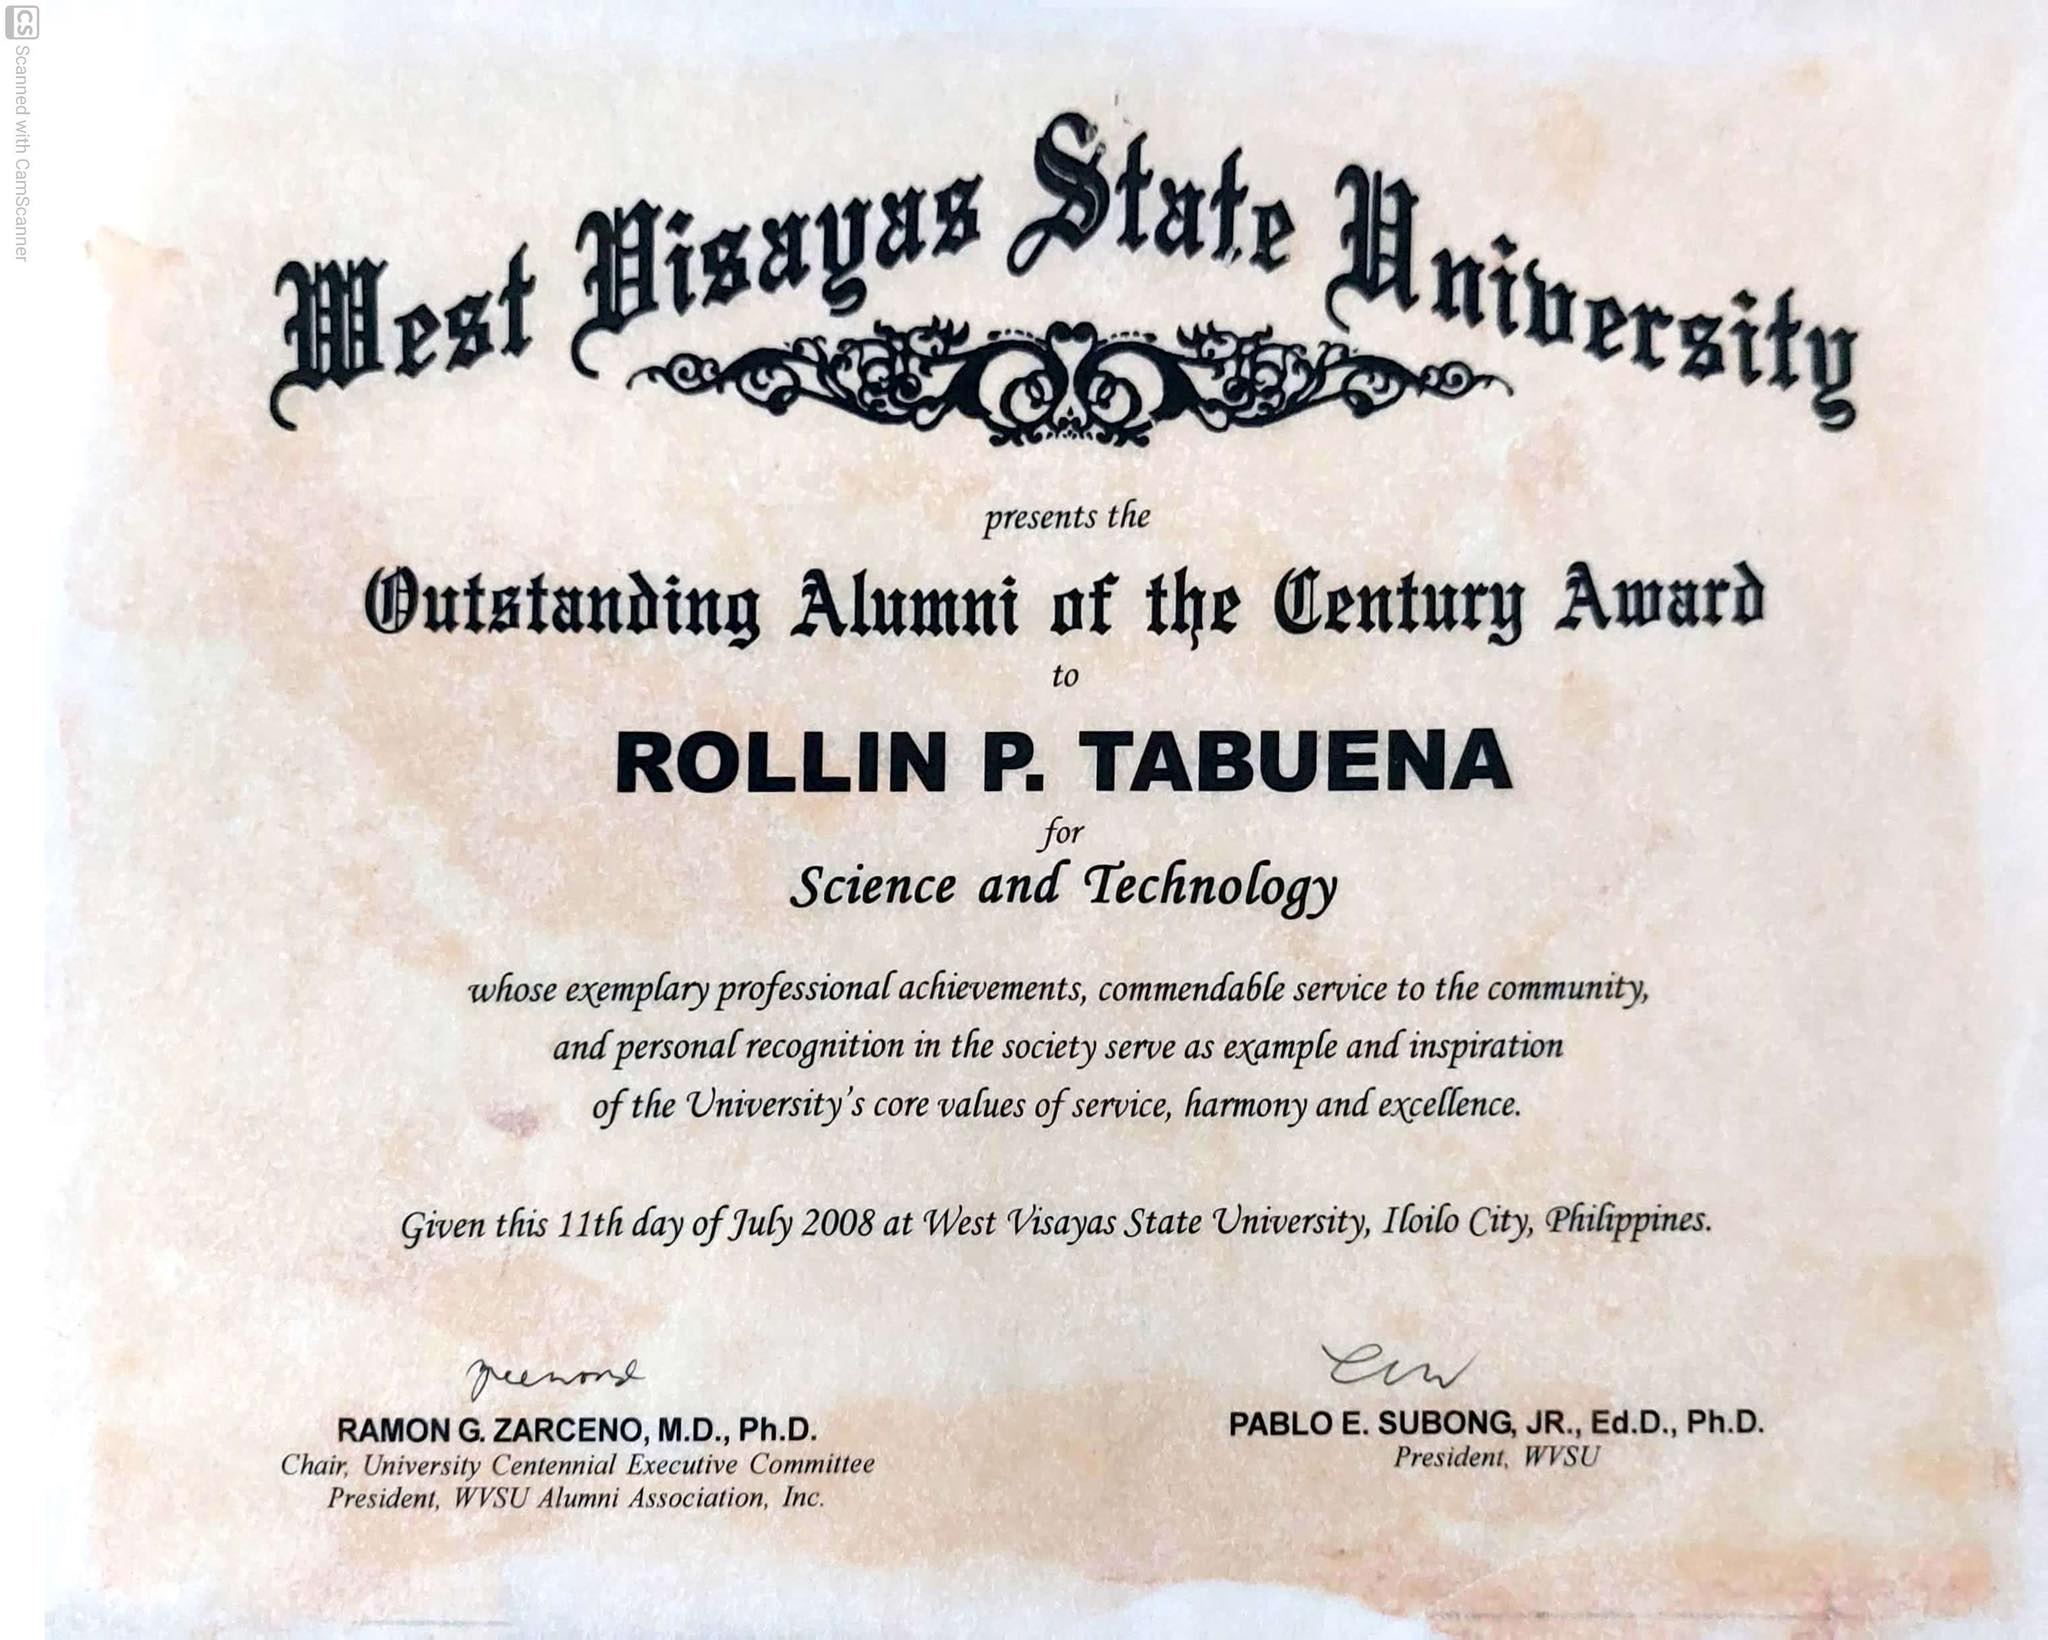 CS Scanned with CamScanner
West Visayas State University
presents the
Outstanding Alumni of the Century Award
to
ROLLIN P. TABUENA
for
Science and Technology
whose exemplary professional achievements, commendable service to the community,
and personal recognition in the society serve as example and inspiration
of the University's core values of service, harmony and excellence.
Given this 11th day of July 2008 at West Visayas State University, Iloilo City, Philippines.
RAMON G. ZARCENO, M.D., Ph.D.
Chair, University Centennial Executive Committee
President, WVSU Alumni Association, Inc.
PABLO E. SUBONG, JR., Ed.D., Ph.D.
President, WVSU